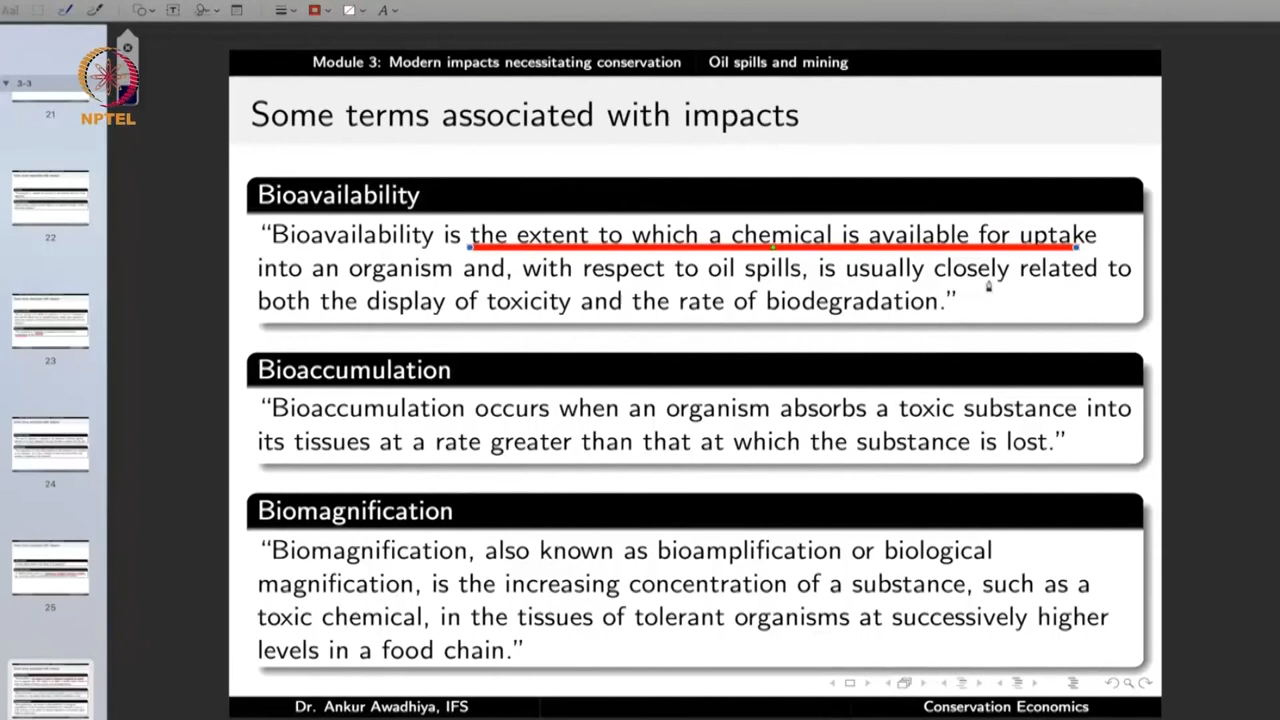 Module 3: Modern impacts necessitating conservation Oil spills and mining
3-3
21
NPTEL
Some terms associated with impacts
22
Bioavailability
“Bioavailability is the extent to which a chemical is available for uptake
into an organism and, with respect to oil spills, is usually closely related to
both the display of toxicity and the rate of biodegradation.”
23
Bioaccumulation
“Bioaccumulation occurs when an organism absorbs a toxic substance into
its tissues at a rate greater than that at which the substance is lost.”
24
Biomagnification
“Biomagnification, also known as bioamplification or biological
magnification, is the increasing concentration of a substance, such as a
toxic chemical, in the tissues of tolerant organisms at successively higher
levels in a food chain.”
25
Dr. Ankur Awadhiya, IFS Conservation Economics